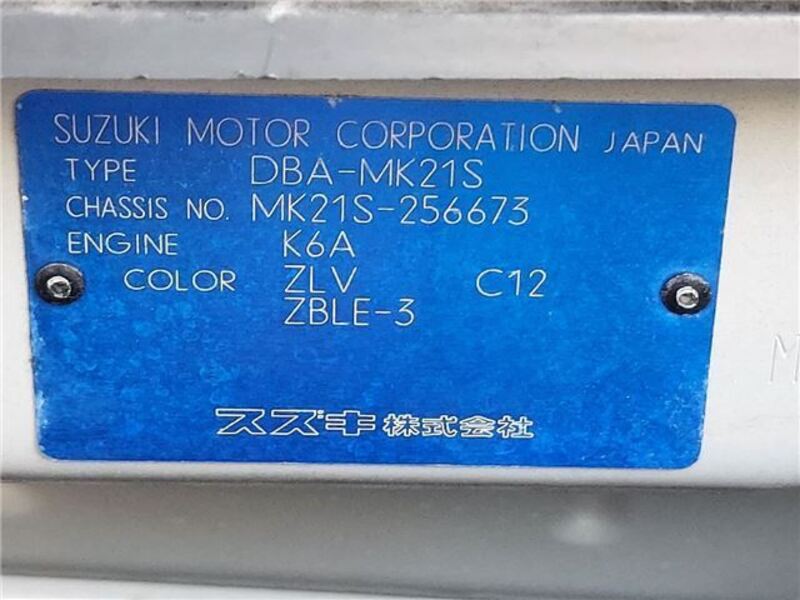 SUZUKI MOTOR CORPORATION JAPAN
TYPE DBA-MK21S
CHASSIS NO. MK21S-256673
ENGINE K6A
COLOR ZLV C12
ZBLE-3
スズキ株式会社
M